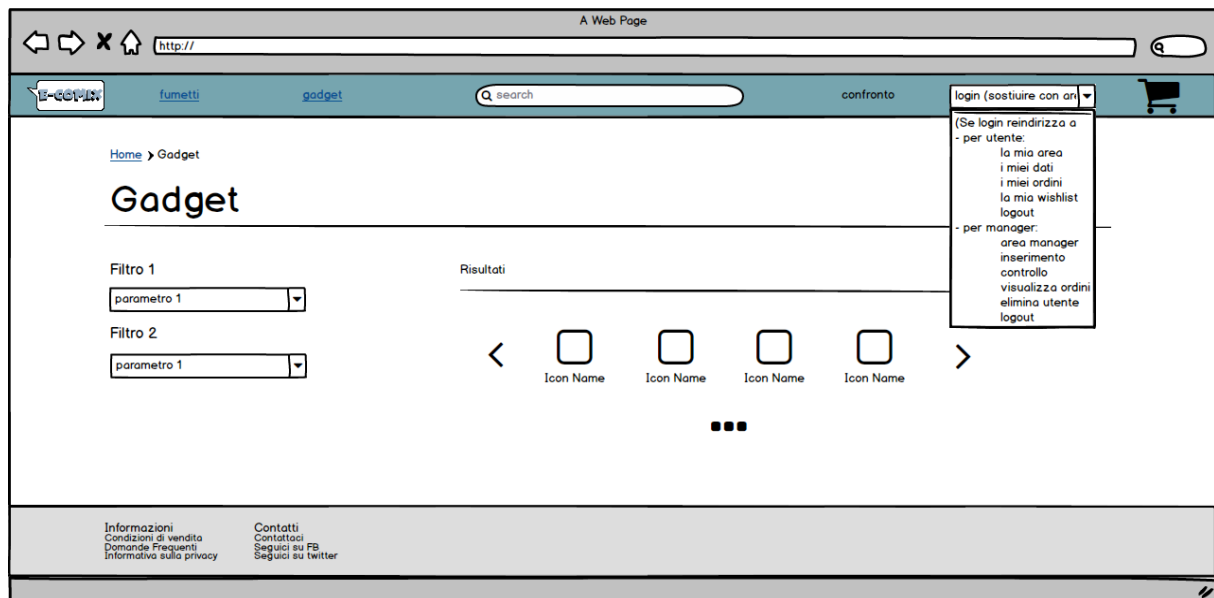 A Web Page
http://
E-COMIX
fumetti
gadget
search
confronto
login (sostiuire con are
(Se login reindirizza a
- per utente:
la mia area
i miei dati
i miei ordini
la mia wishlist
logout
- per manager:
area manager
inserimento
controllo
visualizza ordini
elimina utente
logout
Home > Gadget
Gadget
Filtro 1
parametro 1
Filtro 2
parametro 1
Risultati
Icon Name
Icon Name
Icon Name
Icon Name
Informazioni
Condizioni di vendita
Domande Frequenti
Informativa sulla privacy
Contatti
Contattaci
Seguici su FB
Seguici su twitter